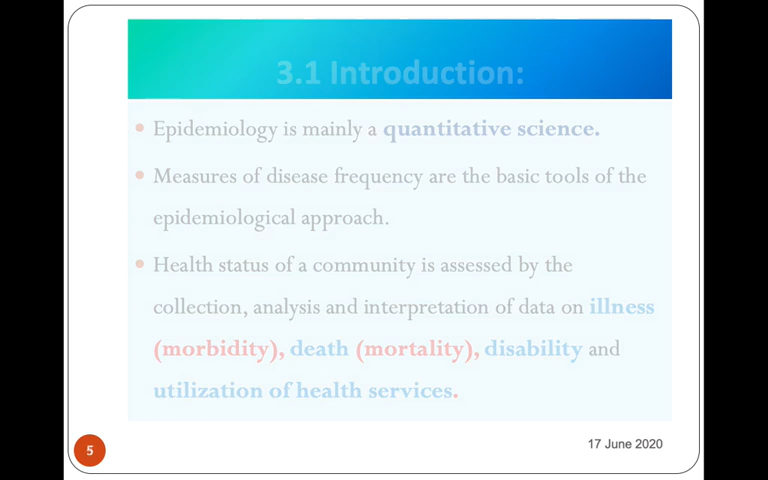 3.1 Introduction:
• Epidemiology is mainly a quantitative science.
• Measures of disease frequency are the basic tools of the
epidemiological approach.
• Health status of a community is assessed by the
collection, analysis and interpretation of data on illness
(morbidity), death (mortality), disability and
utilization of health services.
5
17 June 2020